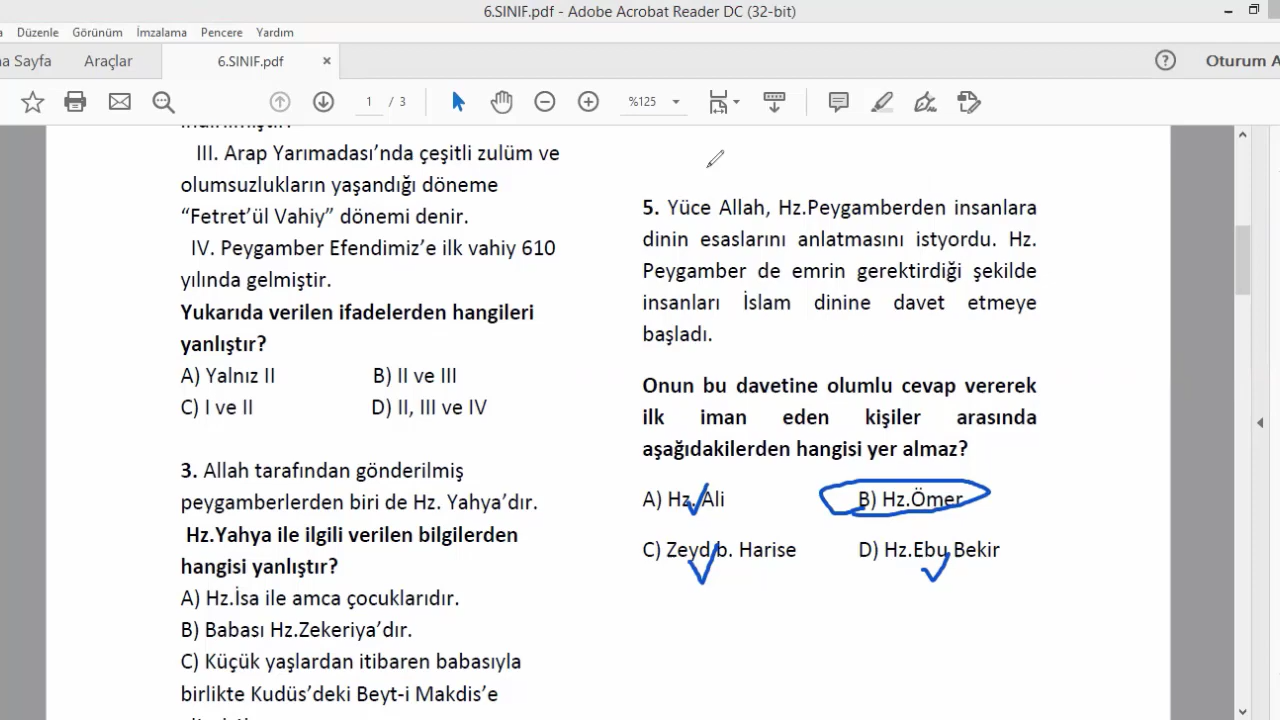 6.SINIF.pdf - Adobe Acrobat Reader DC (32-bit)
Düzenle Görünüm İmzalama Pencere Yardım
na Sayfa Araçlar 6.SINIF.pdf × Oturum A
1 / 3 %125
III. Arap Yarımadası’nda çeşitli zulüm ve
olumsuzlukların yaşandığı döneme
“Fetret’ül Vahiy” dönemi denir.
IV. Peygamber Efendimiz’e ilk vahiy 610
yılında gelmiştir.
Yukarıda verilen ifadelerden hangileri
yanlıştır?
A) Yalnız II B) II ve III
C) I ve II D) II, III ve IV
3. Allah tarafından gönderilmiş
peygamberlerden biri de Hz. Yahya’dır.
Hz.Yahya ile ilgili verilen bilgilerden
hangisi yanlıştır?
A) Hz.İsa ile amca çocuklarıdır.
B) Babası Hz.Zekeriya’dır.
C) Küçük yaşlardan itibaren babasıyla
birlikte Kudüs’deki Beyt-i Makdis’e
5. Yüce Allah, Hz.Peygamberden insanlara
dinin esaslarını anlatmasını istyordu. Hz.
Peygamber de emrin gerektirdiği şekilde
insanları İslam dinine davet etmeye
başladı.
Onun bu davetine olumlu cevap vererek
ilk iman eden kişiler arasında
aşağıdakilerden hangisi yer almaz?
A) Hz. Ali B) Hz.Ömer
C) Zeyd b. Harise D) Hz.Ebu Bekir